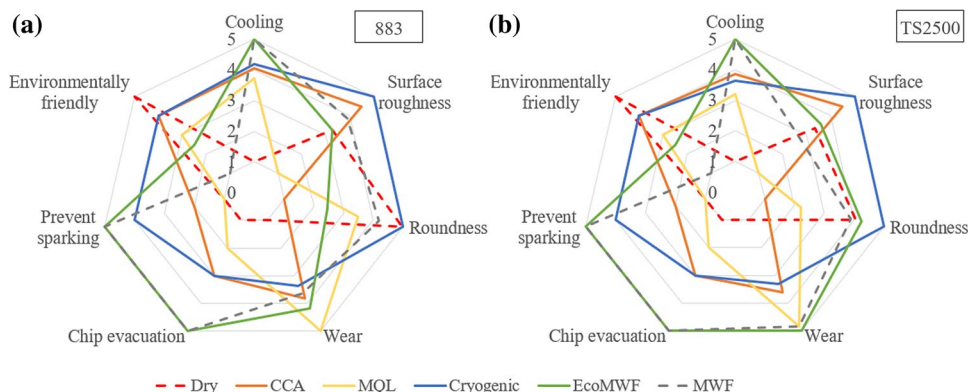 (a)
883
Cooling
5
4
3
2
1
0
Surface
roughness
Roundness
Wear
Chip evacuation
Prevent
sparking
Environmentally
friendly
(b)
TS2500
Cooling
5
4
3
2
1
0
Surface
roughness
Roundness
Wear
Chip evacuation
Prevent
sparking
Environmentally
friendly
Dry CCA MQL Cryogenic EcoMWF MWF